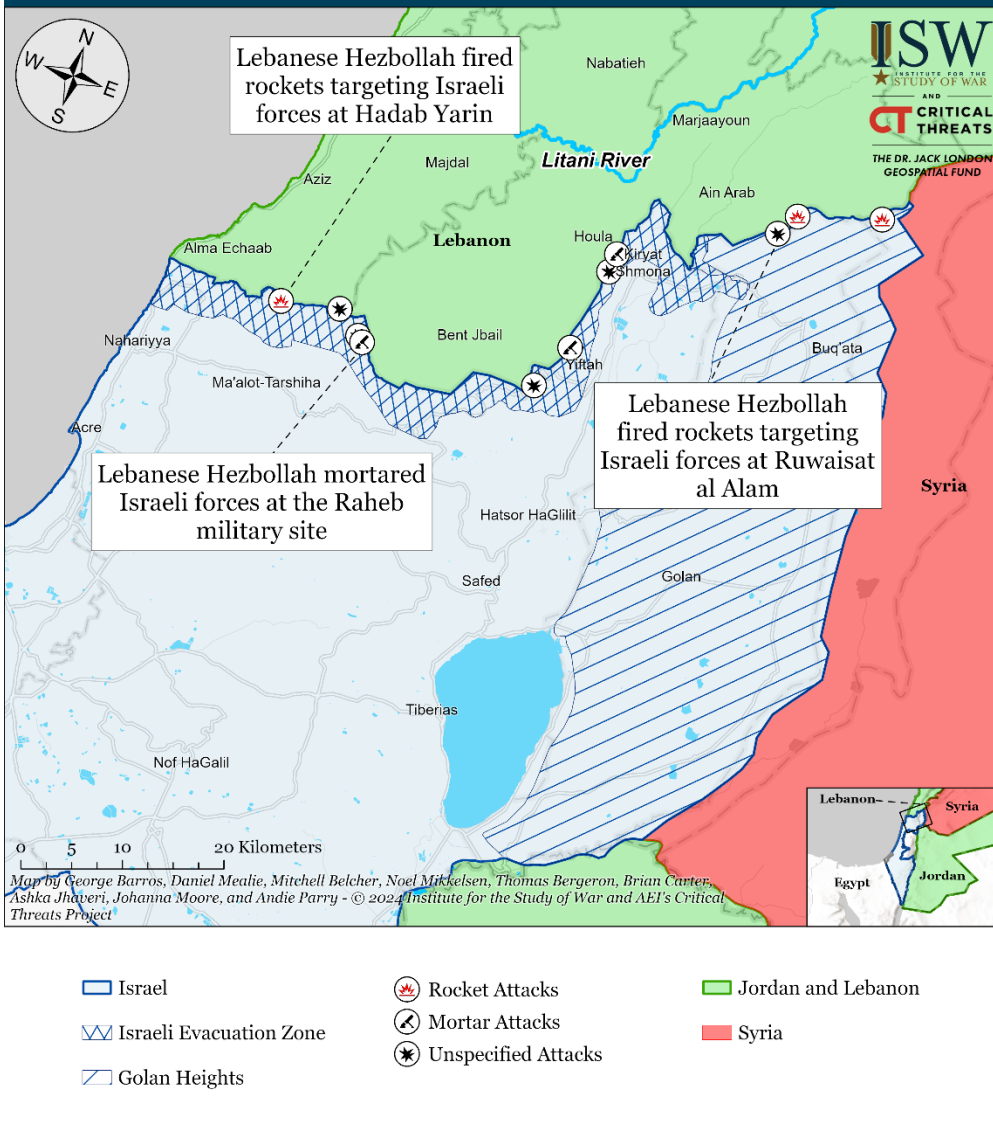 N
W
E
S
Lebanese Hezbollah fired
rockets targeting Israeli
forces at Hadab Yarin
Nabatieh
ISW
INSTITUTE FOR THE
STUDY OF WAR
AND
CT CRITICAL
THREATS
THE DR. JACK LONDON
GEOSPATIAL FUND
Marjaayoun
Majdal
Litani River
Aziz
Ain Arab
Alma Echaab
Lebanon
Houla
Kiryat
Shmona
Nahariyya
Bent Jbail
Buq'ata
Yiftah
Ma'alot-Tarshiha
Acre
Lebanese Hezbollah
fired rockets targeting
Israeli forces at Ruwaisat
al Alam
Lebanese Hezbollah mortared
Israeli forces at the Raheb
military site
Syria
Hatsor HaGlilit
Safed
Golan
Tiberias
Nof HaGalil
Lebanon
Syria
Egypt
Jordan
0 5 10 20 Kilometers
Map by George Barros, Daniel Mealie, Mitchell Belcher, Noel Mikkelsen, Thomas Bergeron, Brian Carter,
Ashka Jhaveri, Johanna Moore, and Andie Parry - © 2024 Institute for the Study of War and AEI's Critical
Threats Project
Israel
Israeli Evacuation Zone
Golan Heights
Rocket Attacks
Mortar Attacks
Unspecified Attacks
Jordan and Lebanon
Syria